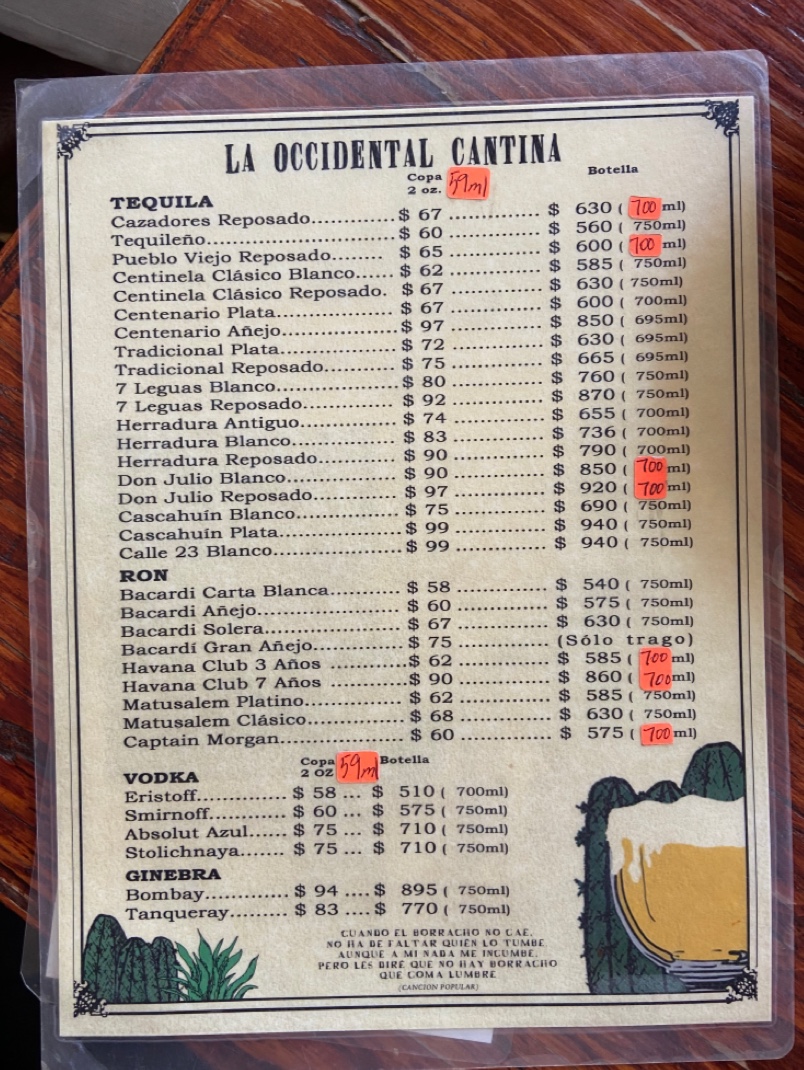 LA OCCIDENTAL CANTINA
Copa 2 oz. 59ml Botella
TEQUILA
Cazadores Reposado............ $ 67 .............. $ 630 ( 700 ml)
Tequileño............................ $ 60 .............. $ 560 ( 750ml)
Pueblo Viejo Reposado....... $ 65 .............. $ 600 ( 700 ml)
Centinela Clásico Blanco...... $ 62 .............. $ 585 ( 750ml)
Centinela Clásico Reposado. $ 67 .............. $ 630 ( 750ml)
Centenario Plata................. $ 67 .............. $ 600 ( 700ml)
Centenario Añejo................. $ 97 .............. $ 850 ( 695ml)
Tradicional Plata................. $ 72 .............. $ 630 ( 695ml)
Tradicional Reposado........... $ 75 .............. $ 665 ( 695ml)
7 Leguas Blanco.................. $ 80 .............. $ 760 ( 750ml)
7 Leguas Reposado.............. $ 92 .............. $ 870 ( 750ml)
Herradura Antiguo............... $ 74 .............. $ 655 ( 700ml)
Herradura Blanco................ $ 83 .............. $ 736 ( 700ml)
Herradura Reposado............ $ 90 .............. $ 790 ( 700ml)
Don Julio Blanco................. $ 90 .............. $ 850 ( 700 ml)
Don Julio Reposado............. $ 97 .............. $ 920 ( 700 ml)
Cascahuín Blanco................ $ 75 .............. $ 690 ( 750ml)
Cascahuín Plata.................. $ 99 .............. $ 940 ( 750ml)
Calle 23 Blanco................... $ 99 .............. $ 940 ( 750ml)
RON
Bacardi Carta Blanca........... $ 58 .............. $ 540 ( 750ml)
Bacardi Añejo..................... $ 60 .............. $ 575 ( 750ml)
Bacardi Solera.................... $ 67 .............. $ 630 ( 750ml)
Bacardí Gran Añejo............. $ 75 .............. (Sólo trago)
Havana Club 3 Años ........... $ 62 .............. $ 585 ( 700 ml)
Havana Club 7 Años ........... $ 90 .............. $ 860 ( 700 ml)
Matusalem Platino............... $ 62 .............. $ 585 ( 750ml)
Matusalem Clásico.............. $ 68 .............. $ 630 ( 750ml)
Captain Morgan.................. $ 60 .............. $ 575 ( 700 ml)
Copa 2 OZ 59ml Botella
VODKA
Eristoff............. $ 58 ... $ 510 ( 700ml)
Smirnoff........... $ 60 ... $ 575 ( 750ml)
Absolut Azul...... $ 75 ... $ 710 ( 750ml)
Stolichnaya....... $ 75 ... $ 710 ( 750ml)
GINEBRA
Bombay............ $ 94 .... $ 895 ( 750ml)
Tanqueray......... $ 83 .... $ 770 ( 750ml)
CUANDO EL BORRACHO NO CAE,
NO HA DE FALTAR QUIEN LO TUMBE
AUNQUE A MI NADA ME INCUMBE,
PERO LES DIRE QUE NO HAY BORRACHO
QUE COMA LUMBRE
(CANCION POPULAR)